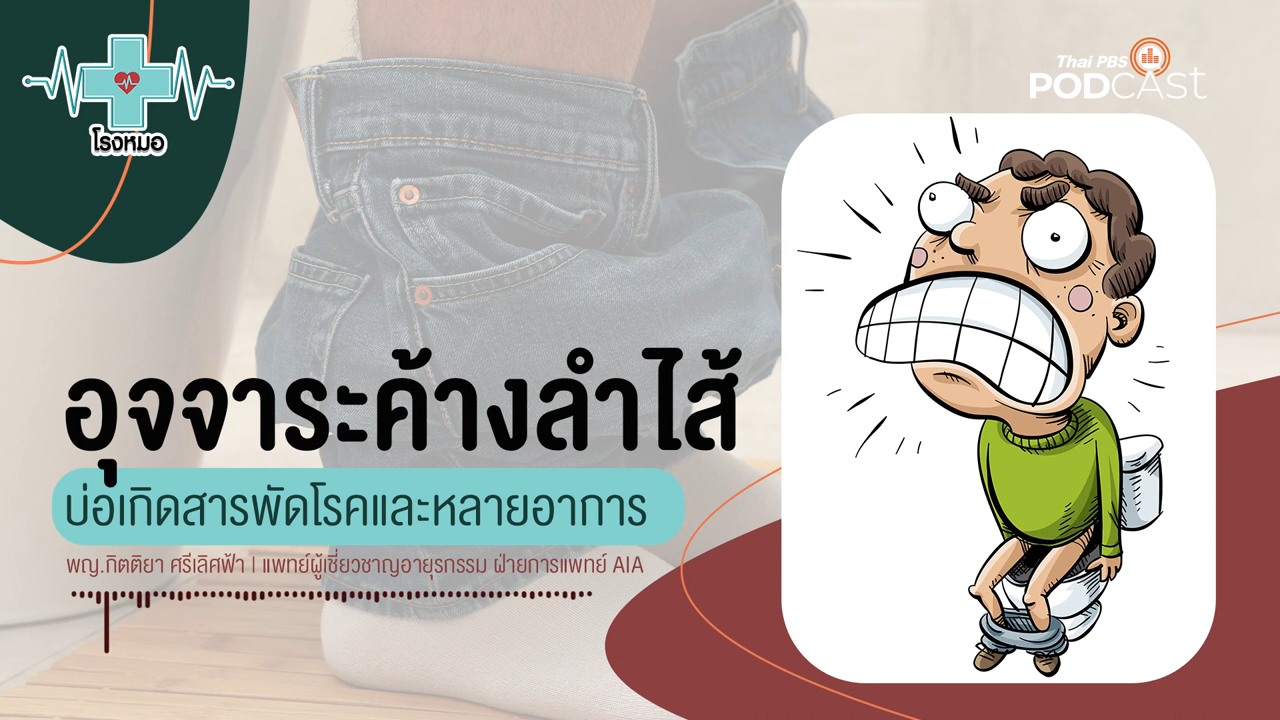 โรงหมอ
Thai PBS
PODCAST
อุจจาระค้างลำไส้
บ่อเกิดสารพัดโรคและหลายอาการ
พญ.กิตติยา ศรีเลิศฟ้า | แพทย์ผู้เชี่ยวชาญอายุรกรรม ฝ่ายการแพทย์ AIA